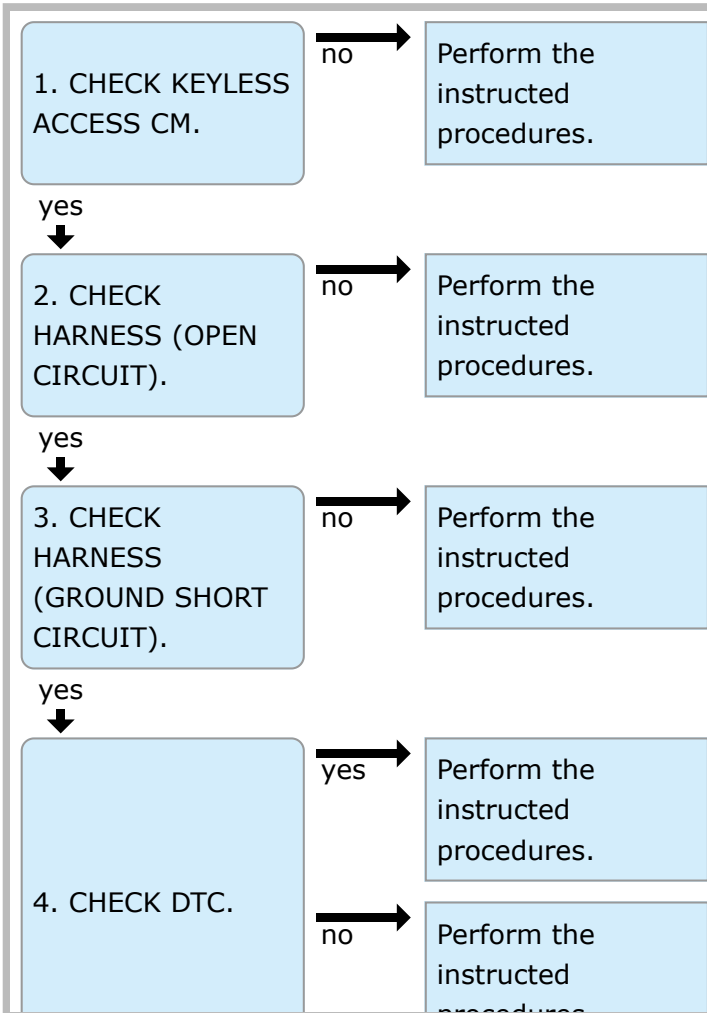 1. CHECK KEYLESS
ACCESS CM.
no
Perform the
instructed
procedures.
yes
2. CHECK
HARNESS (OPEN
CIRCUIT).
no
Perform the
instructed
procedures.
yes
3. CHECK
HARNESS
(GROUND SHORT
CIRCUIT).
no
Perform the
instructed
procedures.
yes
4. CHECK DTC.
yes
Perform the
instructed
procedures.
no
Perform the
instructed
procedures.